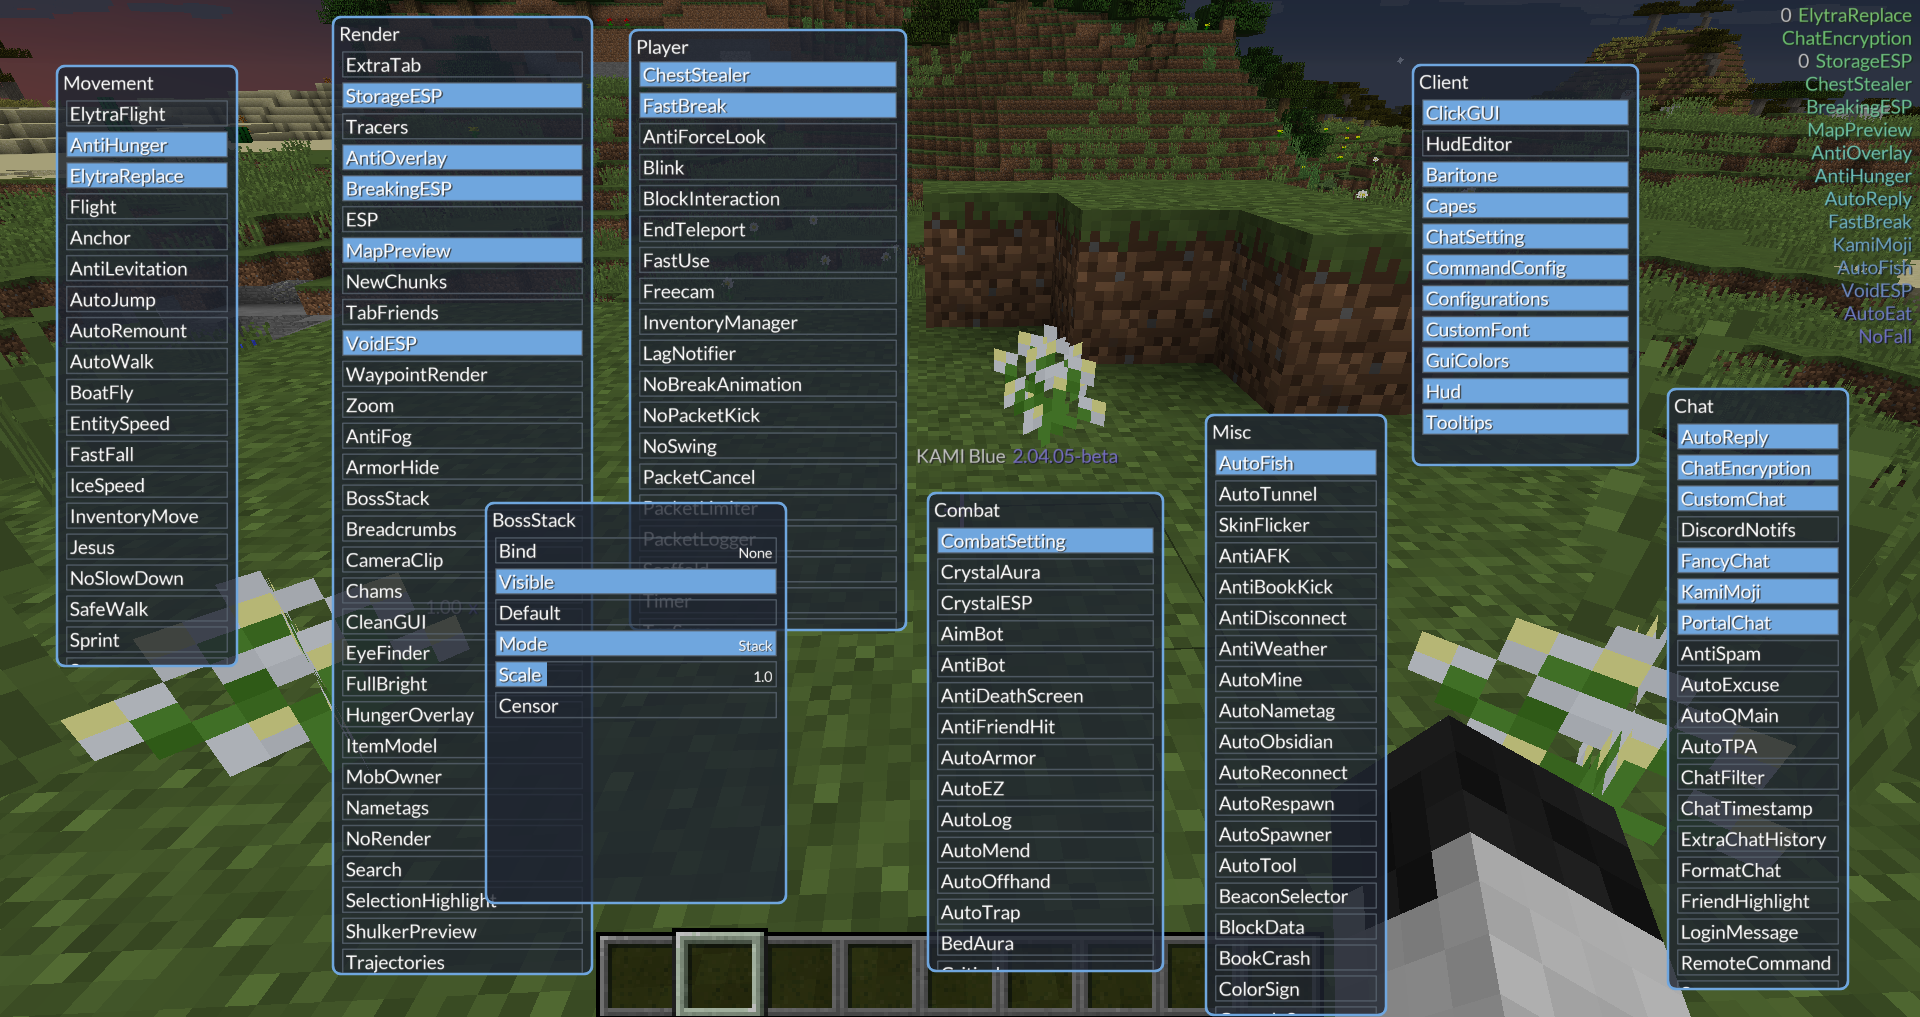 Movement
ElytraFlight
AntiHunger
ElytraReplace
Flight
Anchor
AntiLevitation
AutoJump
AutoRemount
AutoWalk
BoatFly
EntitySpeed
FastFall
IceSpeed
InventoryMove
Jesus
NoSlowDown
SafeWalk
Sprint
Render
ExtraTab
StorageESP
Tracers
AntiOverlay
BreakingESP
ESP
MapPreview
NewChunks
TabFriends
VoidESP
WaypointRender
Zoom
AntiFog
ArmorHide
BossStack
Breadcrumbs
CameraClip
Chams
CleanGUI
EyeFinder
FullBright
HungerOverlay
ItemModel
MobOwner
Nametags
NoRender
Search
SelectionHighlight
ShulkerPreview
Trajectories
BossStack
Bind None
Visible
Default
Mode Stack
Scale 1.0
Censor
1.00
Player
ChestStealer
FastBreak
AntiForceLook
Blink
BlockInteraction
EndTeleport
FastUse
Freecam
InventoryManager
LagNotifier
NoBreakAnimation
NoPacketKick
NoSwing
PacketCancel
PacketLimiter
PacketLogger
Scaffold
Timer
KAMI Blue 2.04.05-beta
Combat
CombatSetting
CrystalAura
CrystalESP
AimBot
AntiBot
AntiDeathScreen
AntiFriendHit
AutoArmor
AutoEZ
AutoLog
AutoMend
AutoOffhand
AutoTrap
BedAura
Misc
AutoFish
AutoTunnel
SkinFlicker
AntiAFK
AntiBookKick
AntiDisconnect
AntiWeather
AutoMine
AutoNametag
AutoObsidian
AutoReconnect
AutoRespawn
AutoSpawner
AutoTool
BeaconSelector
BlockData
BookCrash
ColorSign
Client
ClickGUI
HudEditor
Baritone
Capes
ChatSetting
CommandConfig
Configurations
CustomFont
GuiColors
Hud
Tooltips
0 ElytraReplace
ChatEncryption
0 StorageESP
ChestStealer
BreakingESP
MapPreview
AntiOverlay
AntiHunger
AutoReply
FastBreak
KamiMoji
AutoFish
VoidESP
AutoEat
NoFall
Chat
AutoReply
ChatEncryption
CustomChat
DiscordNotifs
FancyChat
KamiMoji
PortalChat
AntiSpam
AutoExcuse
AutoQMain
AutoTPA
ChatFilter
ChatTimestamp
ExtraChatHistory
FormatChat
FriendHighlight
LoginMessage
RemoteCommand